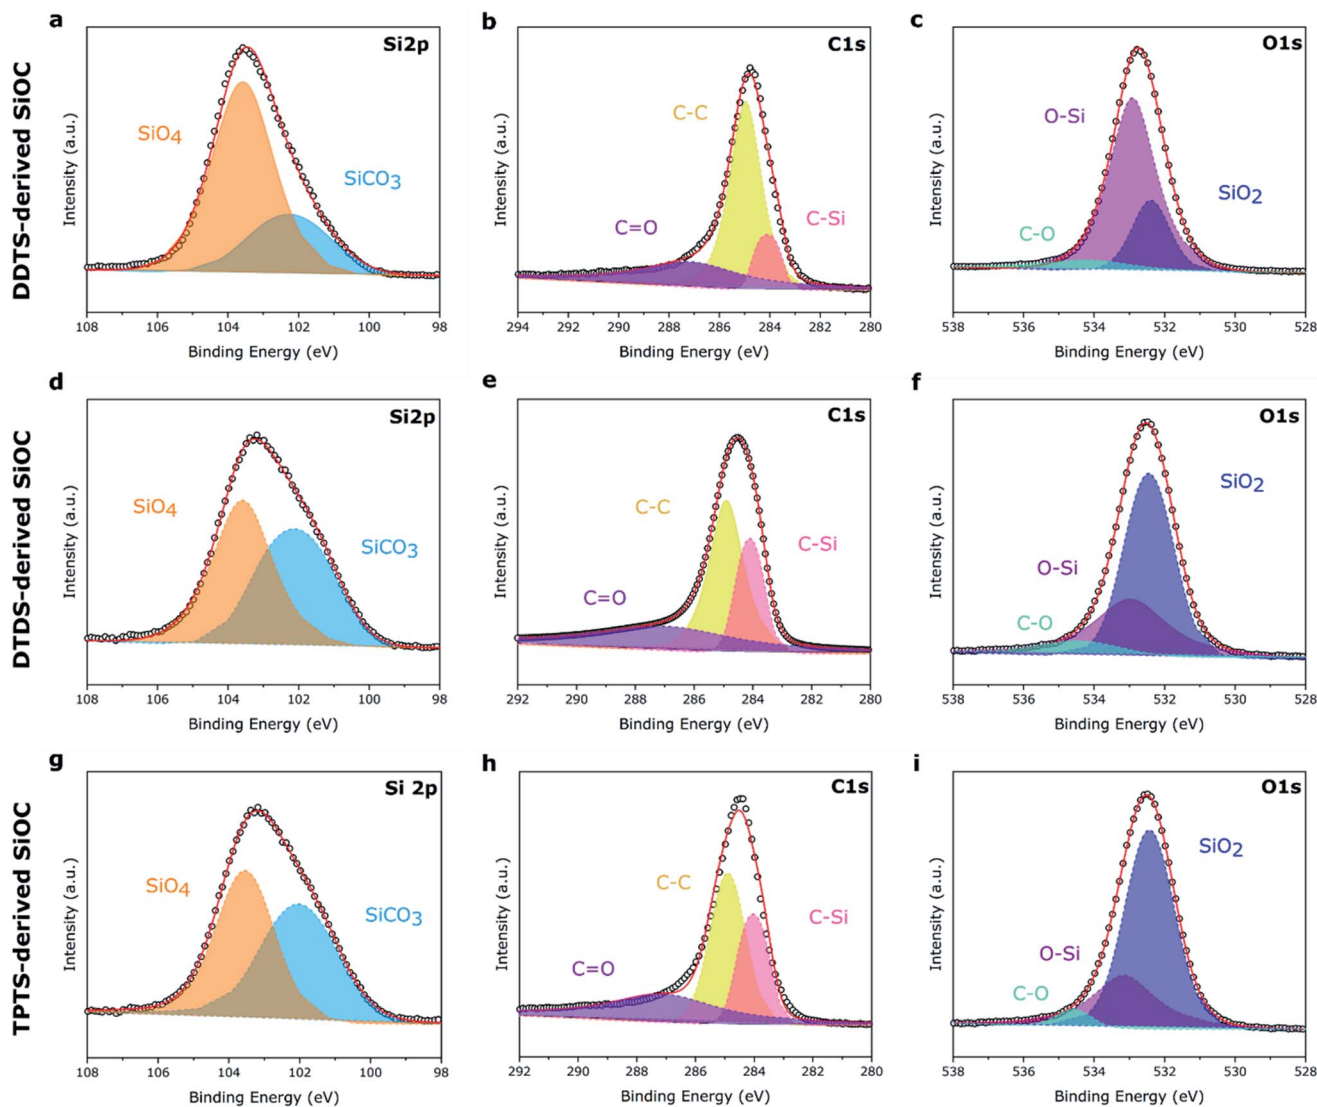 a
Si2p
SiO4
SiCO3
Intensity (a.u.)
108 106 104 102 100 98
Binding Energy (eV)
b
C1s
C-C
C=O
C-Si
Intensity (a.u.)
294 292 290 288 286 284 282 280
Binding Energy (eV)
c
O1s
O-Si
SiO2
C-O
Intensity (a.u.)
538 536 534 532 530 528
Binding Energy (eV)
DDTS-derived SiOC
d
Si2p
SiO4
SiCO3
Intensity (a.u.)
108 106 104 102 100 98
Binding Energy (eV)
e
C1s
C-C
C-Si
C=O
Intensity (a.u.)
292 290 288 286 284 282 280
Binding Energy (eV)
f
O1s
SiO2
O-Si
C-O
Intensity (a.u.)
538 536 534 532 530 528
Binding Energy (eV)
DTDS-derived SiOC
g
Si 2p
SiO4
SiCO3
Intensity (a.u.)
108 106 104 102 100 98
Binding Energy (eV)
h
C1s
C-C
C-Si
C=O
Intensity (a.u.)
292 290 288 286 284 282 280
Binding Energy (eV)
i
O1s
SiO2
O-Si
C-O
Intensity (a.u.)
538 536 534 532 530 528
Binding Energy (eV)
TPTS-derived SiOC